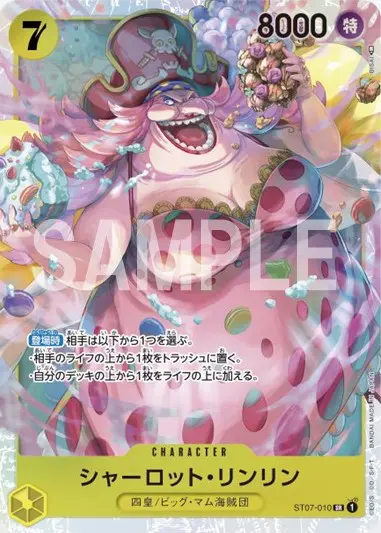 7
8000 特
SAMPLE
登場時 相手は以下から1つを選ぶ。
・相手のライフの上から1枚をトラッシュに置く。
・自分のデッキの上から1枚をライフの上に加える。
CHARACTER
シャーロット・リンリン
四皇/ビッグ・マム海賊団
ST07-010 SR 1